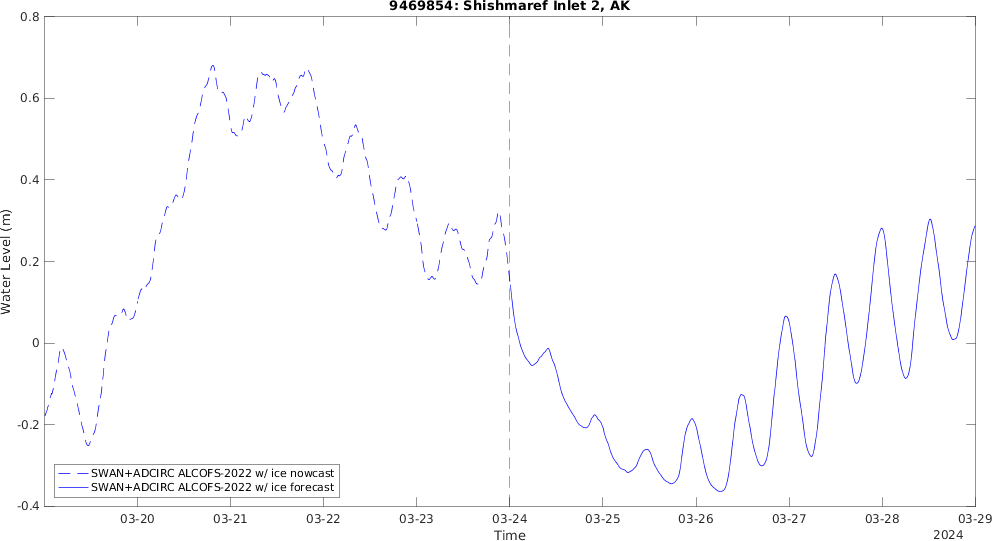 9469854: Shishmaref Inlet 2, AK
Water Level (m)
0.8
0.6
0.4
0.2
0
-0.2
-0.4
SWAN+ADCIRC ALCOFS-2022 w/ ice nowcast
SWAN+ADCIRC ALCOFS-2022 w/ ice forecast
03-20 03-21 03-22 03-23 03-24 03-25 03-26 03-27 03-28 03-29
Time
2024